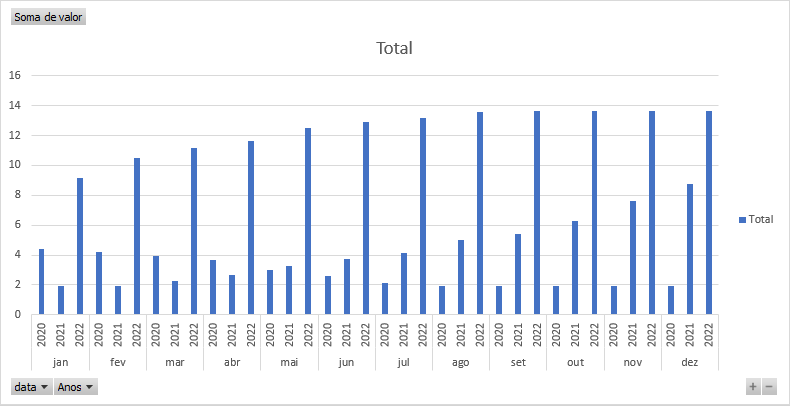 Soma de valor
Total
16
14
12
10
8
6
4
2
0
Total
2020 2021 2022 2020 2021 2022 2020 2021 2022 2020 2021 2022 2020 2021 2022 2020 2021 2022 2020 2021 2022 2020 2021 2022 2020 2021 2022 2020 2021 2022 2020 2021 2022 2020 2021 2022
jan fev mar abr mai jun jul ago set out nov dez
data Anos + −